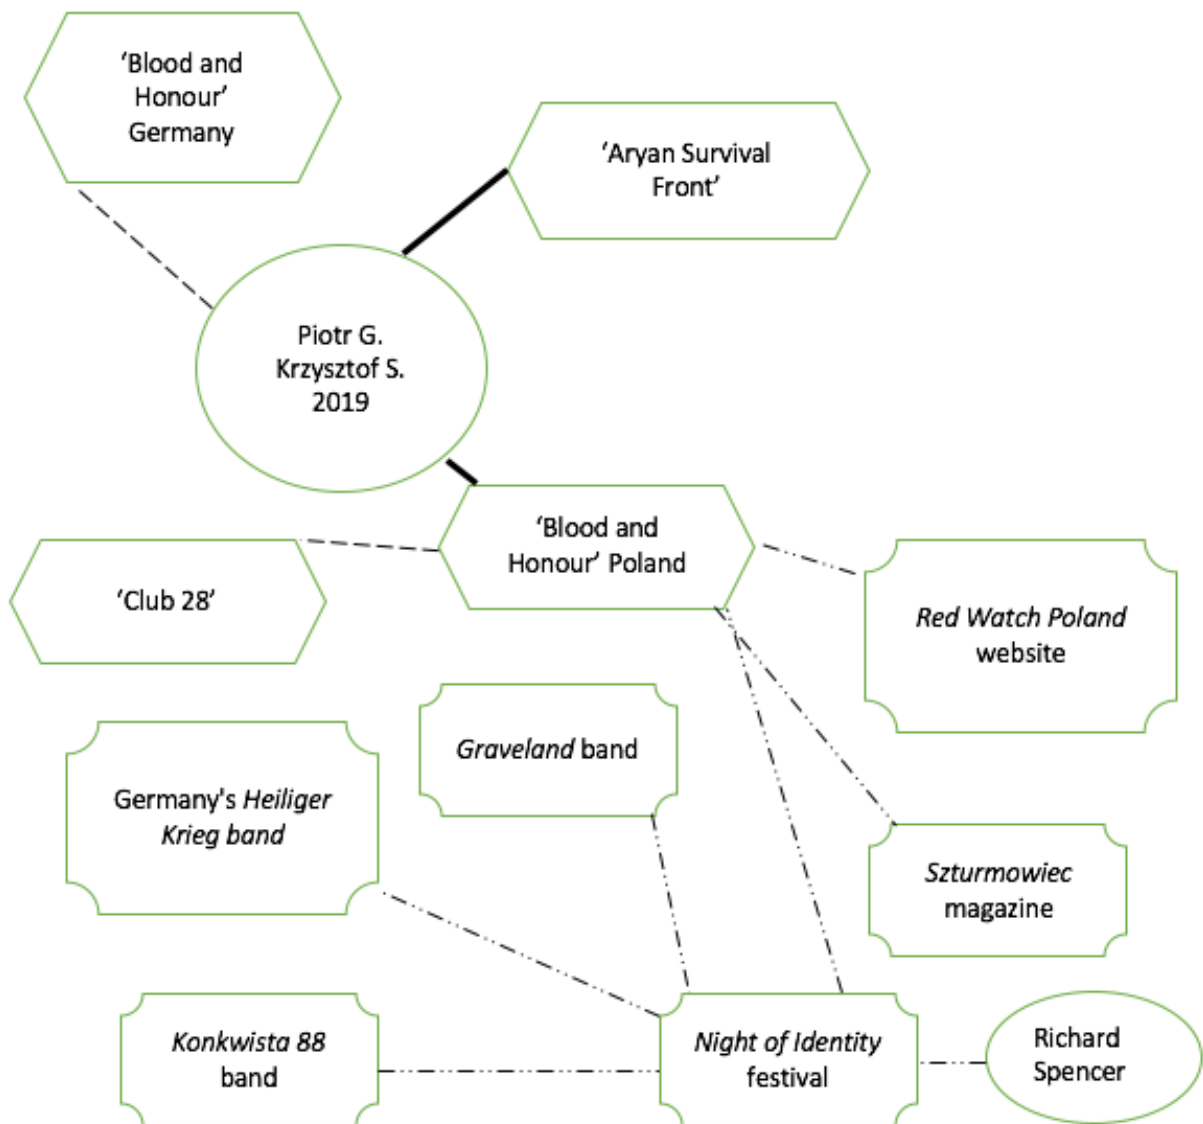 ‘Blood and
Honour’
Germany
‘Aryan Survival
Front’
Piotr G.
Krzysztof S.
2019
‘Blood and
Honour’ Poland
‘Club 28’
Red Watch Poland
website
Graveland band
Germany's Heiliger
Krieg band
Szturmowiec
magazine
Konkwista 88
band
Night of Identity
festival
Richard
Spencer